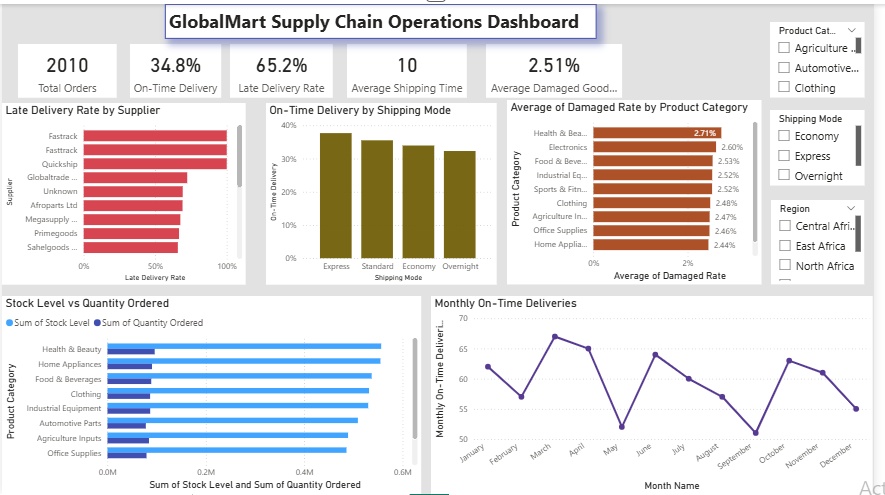 GlobalMart Supply Chain Operations Dashboard
2010
Total Orders
34.8%
On-Time Delivery
65.2%
Late Delivery Rate
10
Average Shipping Time
2.51%
Average Damaged Good...
Product Cat...
Agriculture ...
Automotive...
Clothing
Shipping Mode
Economy
Express
Overnight
Region
Central Afri...
East Africa
North Africa
Late Delivery Rate by Supplier
Supplier
Fastrack
Fasttrack
Quickship
Globaltrade ...
Unknown
Afroparts Ltd
Megasupply ...
Primegoods
Sahelgoods ...
0% 50% 100%
Late Delivery Rate
On-Time Delivery by Shipping Mode
On-Time Delivery
40%
30%
20%
10%
0%
Express Standard Economy Overnight
Shipping Mode
Average of Damaged Rate by Product Category
Product Category
Health & Bea... 2.71%
Electronics 2.60%
Food & Beve... 2.53%
Industrial Eq... 2.52%
Sports & Fitn... 2.52%
Clothing 2.48%
Agriculture In... 2.47%
Office Supplies 2.46%
Home Applia... 2.44%
0% 2%
Average of Damaged Rate
Stock Level vs Quantity Ordered
Sum of Stock Level Sum of Quantity Ordered
Product Category
Health & Beauty
Home Appliances
Food & Beverages
Clothing
Industrial Equipment
Automotive Parts
Agriculture Inputs
Office Supplies
0.0M 0.2M 0.4M 0.6M
Sum of Stock Level and Sum of Quantity Ordered
Monthly On-Time Deliveries
Monthly On-Time Deliveri...
70
65
60
55
50
January February March April May June July August September October November December
Month Name
Act